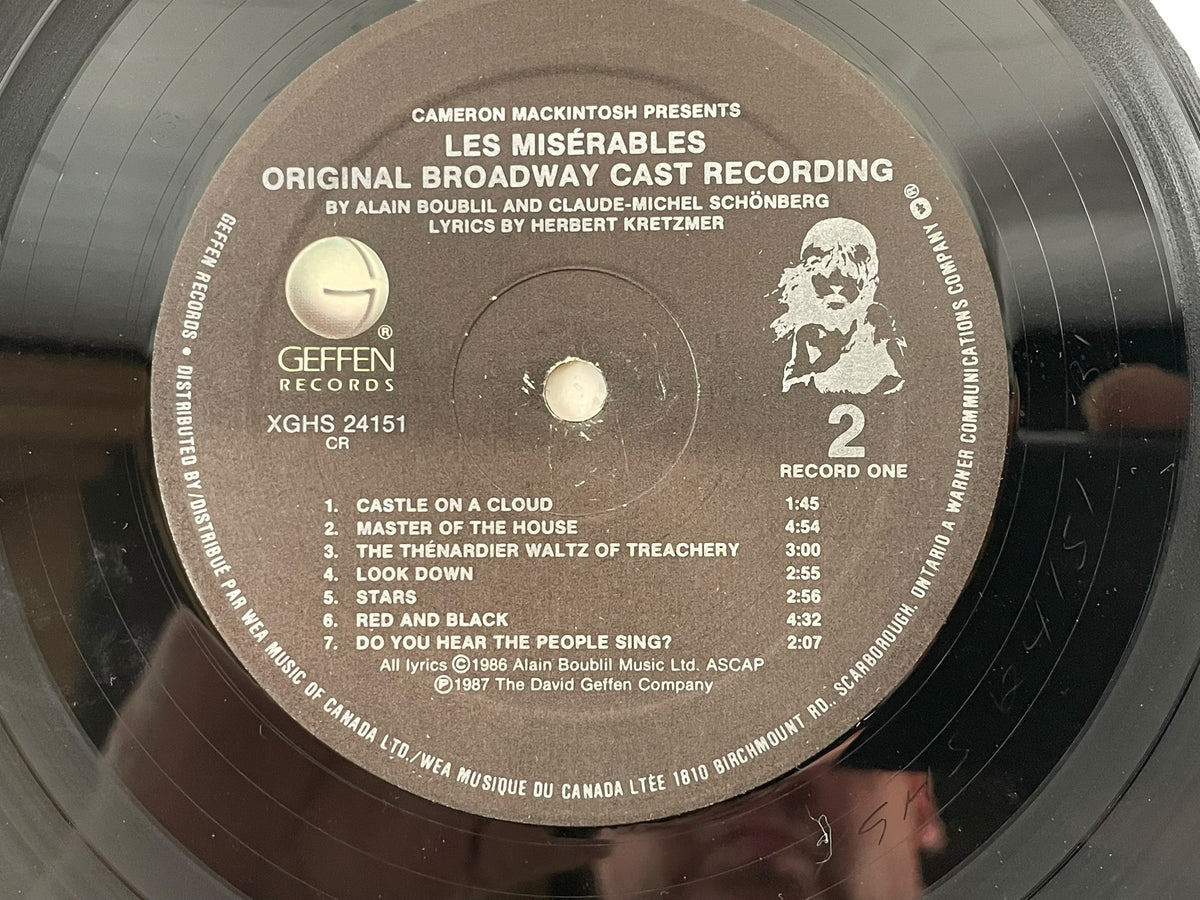 CAMERON MACKINTOSH PRESENTS
LES MISÉRABLES
ORIGINAL BROADWAY CAST RECORDING
BY ALAIN BOUBLIL AND CLAUDE-MICHEL SCHÖNBERG
LYRICS BY HERBERT KRETZMER
GEFFEN ®
RECORDS
XGHS 24151
CR
2
RECORD ONE
1. CASTLE ON A CLOUD 1:45
2. MASTER OF THE HOUSE 4:54
3. THE THÉNARDIER WALTZ OF TREACHERY 3:00
4. LOOK DOWN 2:55
5. STARS 2:56
6. RED AND BLACK 4:32
7. DO YOU HEAR THE PEOPLE SING? 2:07
All lyrics ©1986 Alain Boublil Music Ltd. ASCAP
℗1987 The David Geffen Company
GEFFEN RECORDS • DISTRIBUTED BY/DISTRIBUÉ PAR WEA MUSIC OF CANADA LTD./WEA MUSIQUE DU CANADA LTÉE 1810 BIRCHMOUNT RD., SCARBOROUGH, ONTARIO A WARNER COMMUNICATIONS COMPANY ®